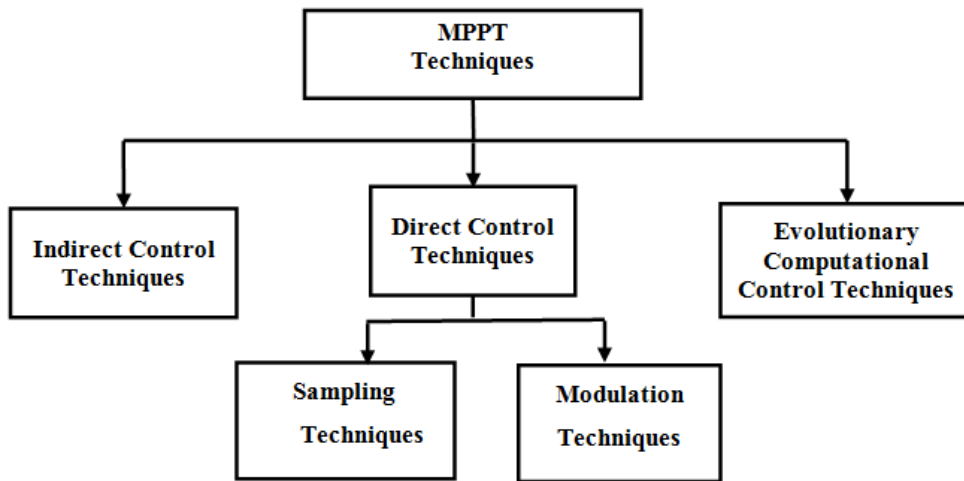 MPPT
Techniques
Indirect Control
Techniques
Direct Control
Techniques
Evolutionary
Computational
Control Techniques
Sampling
Techniques
Modulation
Techniques